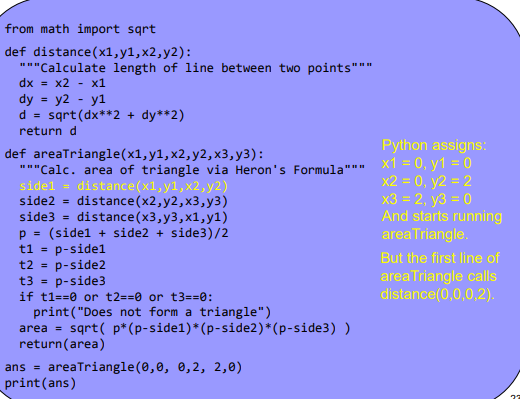 from math import sqrt
def distance(x1,y1,x2,y2):
"""Calculate length of line between two points"""
dx = x2 - x1
dy = y2 - y1
d = sqrt(dx**2 + dy**2)
return d
def areaTriangle(x1,y1,x2,y2,x3,y3):
"""Calc. area of triangle via Heron's Formula"""
side1 = distance(x1,y1,x2,y2)
side2 = distance(x2,y2,x3,y3)
side3 = distance(x3,y3,x1,y1)
p = (side1 + side2 + side3)/2
t1 = p-side1
t2 = p-side2
t3 = p-side3
if t1==0 or t2==0 or t3==0:
print("Does not form a triangle")
area = sqrt( p*(p-side1)*(p-side2)*(p-side3) )
return(area)
ans = areaTriangle(0,0, 0,2, 2,0)
print(ans)
Python assigns:
x1 = 0, y1 = 0
x2 = 0, y2 = 2
x3 = 2, y3 = 0
And starts running
areaTriangle.
But the first line of
areaTriangle calls
distance(0,0,0,2).